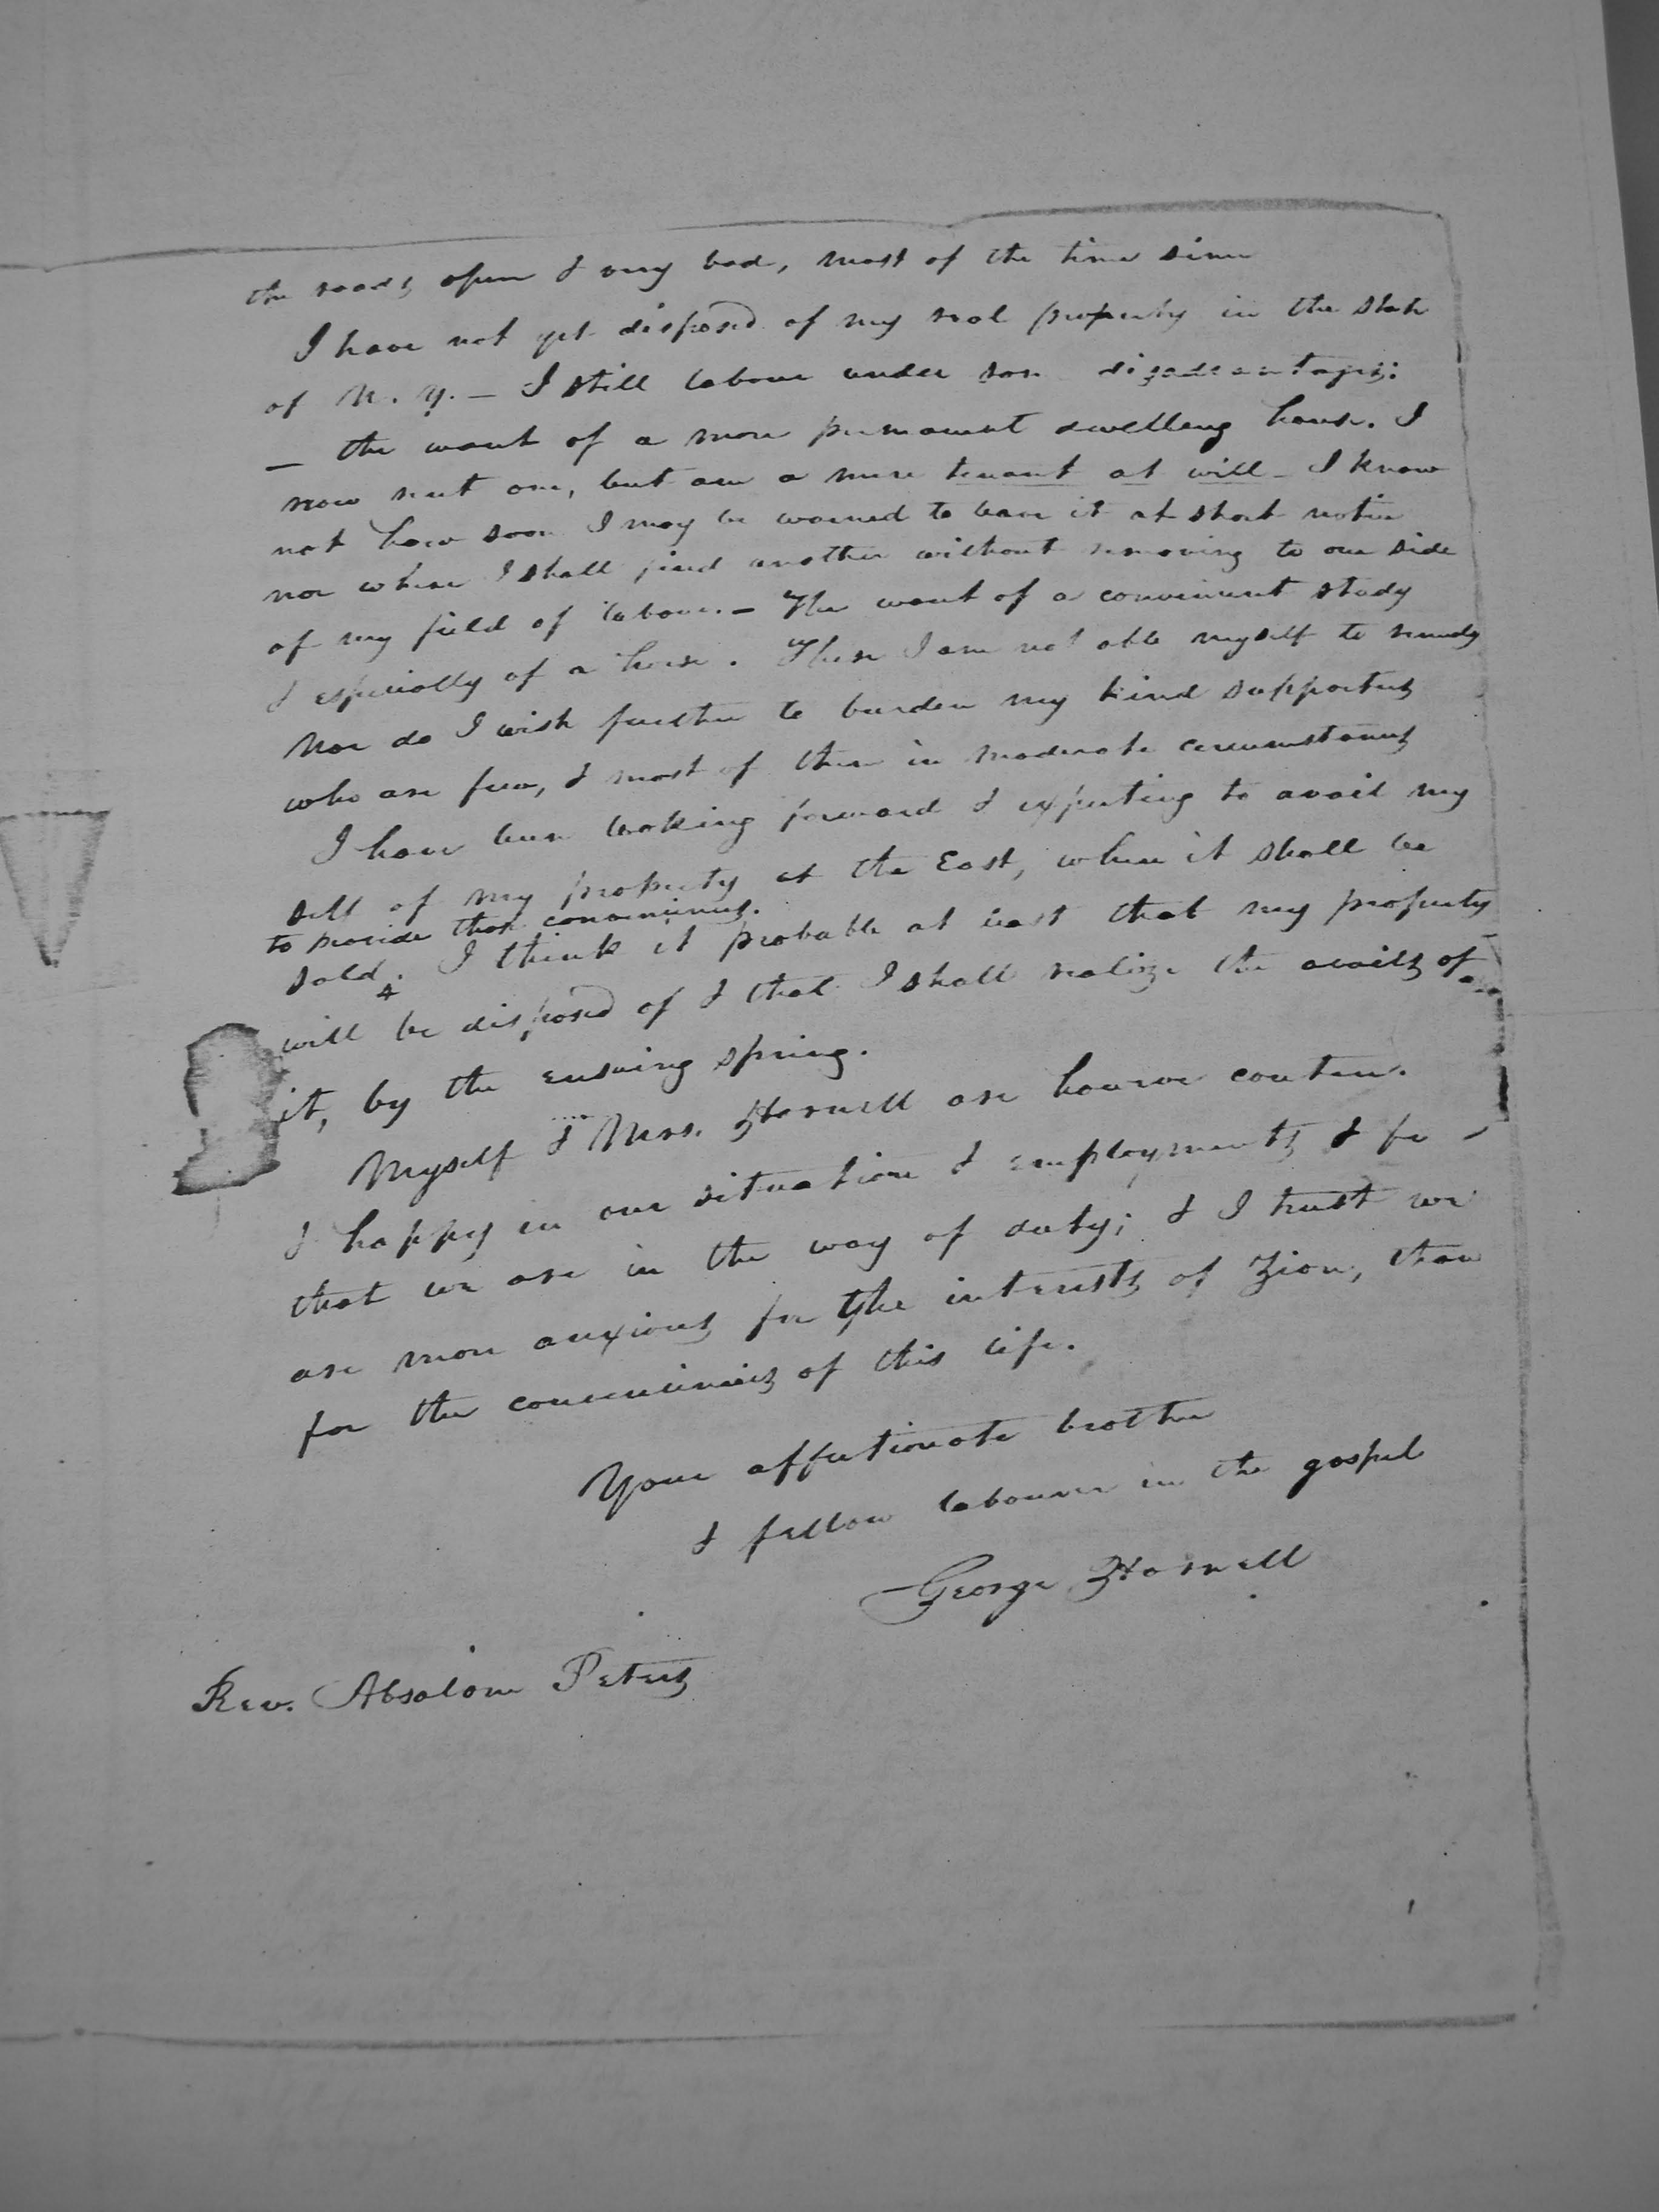 the roads open & very bad, most of the time since
I have not yet disposed of my real property in the State
of N. Y. — I still labour under some disadvantages:
— the want of a more permanent dwelling house. I
now rent one, but am a mere tenant at will – I know
not how soon I may be warned to leave it at short notice
nor where I shall find another without removing to one side
of my field of labour. – The want of a convenient study
& especially of a horse. These I am not able myself to remedy
Nor do I wish further to burden my kind supporters
who are few, & most of them in moderate circumstances
I have been looking forward & expecting to avail my
self of my property at the East, when it shall be
to provide these conveniences.
sold. I think it probable at least that my property
will be disposed of & that I shall realize the avails of
it, by the ensuing spring.
Myself & Mrs. Hornell are however conten.
& happy in our situation & employments & fe
that we are in the way of duty; & I trust we
are more anxious for the interests of Zion, than
for the conveniences of this life.
Your affectionate brother
& fellow labourer in the gospel
George Hornell
Rev. Absalom Peters